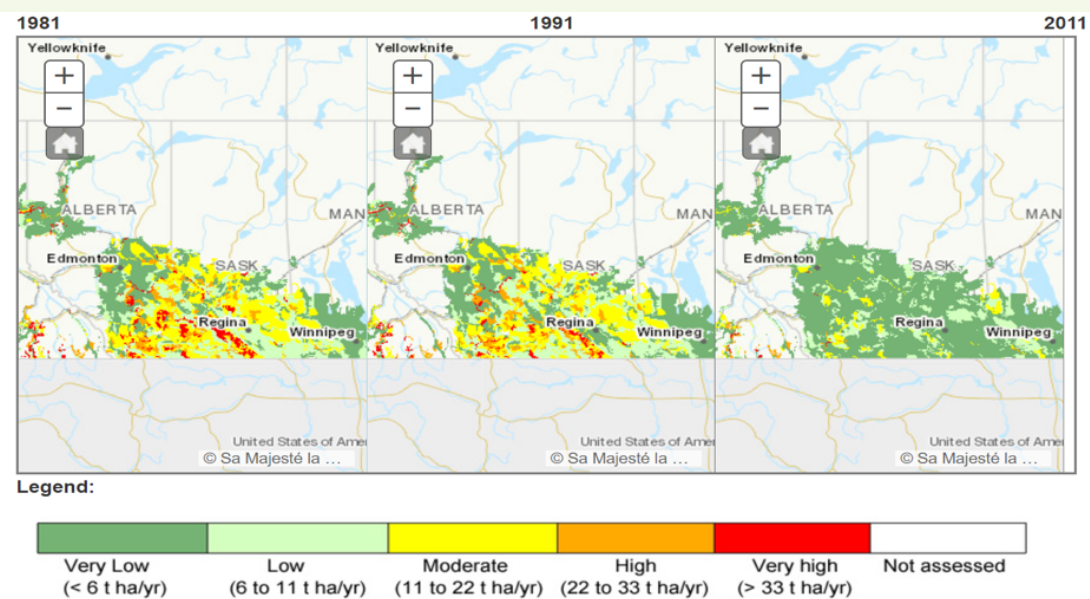 1981 1991 2011
Yellowknife Yellowknife Yellowknife
+ + +
− − −
ALBERTA MAN ALBERTA MAN ALBERTA MAN
Edmonton SASK Edmonton SASK Edmonton SASK
Regina Regina Regina
Winnipeg Winnipeg Winnipeg
United States of Amer United States of Amer United States of Ame
© Sa Majesté la ... © Sa Majesté la ... © Sa Majesté la ...
Legend:
Very Low Low Moderate High Very high Not assessed
(< 6 t ha/yr) (6 to 11 t ha/yr) (11 to 22 t ha/yr) (22 to 33 t ha/yr) (> 33 t ha/yr)